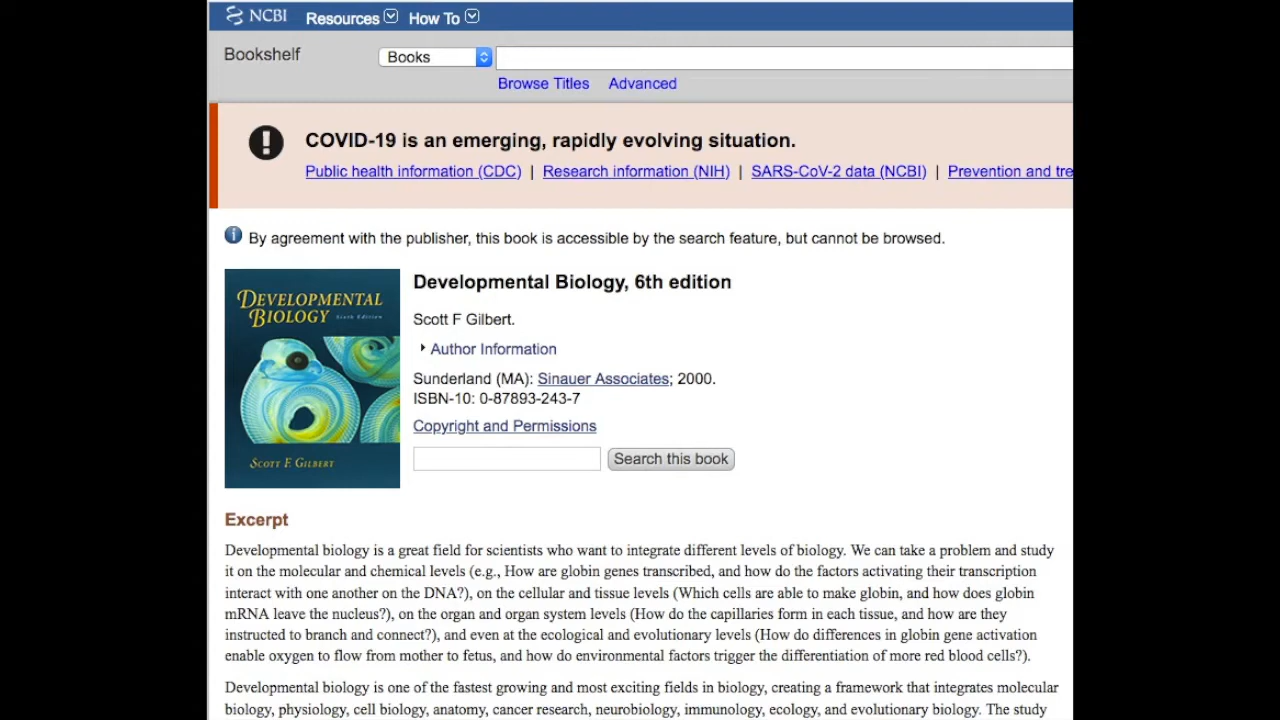 NCBI Resources How To
Bookshelf
Books
Browse Titles Advanced
COVID-19 is an emerging, rapidly evolving situation.
Public health information (CDC) | Research information (NIH) | SARS-CoV-2 data (NCBI) | Prevention and tre
By agreement with the publisher, this book is accessible by the search feature, but cannot be browsed.
DEVELOPMENTAL
BIOLOGY Sixth Edition
SCOTT F. GILBERT
Developmental Biology, 6th edition
Scott F Gilbert.
Author Information
Sunderland (MA): Sinauer Associates; 2000.
ISBN-10: 0-87893-243-7
Copyright and Permissions
Search this book
Excerpt
Developmental biology is a great field for scientists who want to integrate different levels of biology. We can take a problem and study
it on the molecular and chemical levels (e.g., How are globin genes transcribed, and how do the factors activating their transcription
interact with one another on the DNA?), on the cellular and tissue levels (Which cells are able to make globin, and how does globin
mRNA leave the nucleus?), on the organ and organ system levels (How do the capillaries form in each tissue, and how are they
instructed to branch and connect?), and even at the ecological and evolutionary levels (How do differences in globin gene activation
enable oxygen to flow from mother to fetus, and how do environmental factors trigger the differentiation of more red blood cells?).
Developmental biology is one of the fastest growing and most exciting fields in biology, creating a framework that integrates molecular
biology, physiology, cell biology, anatomy, cancer research, neurobiology, immunology, ecology, and evolutionary biology. The study